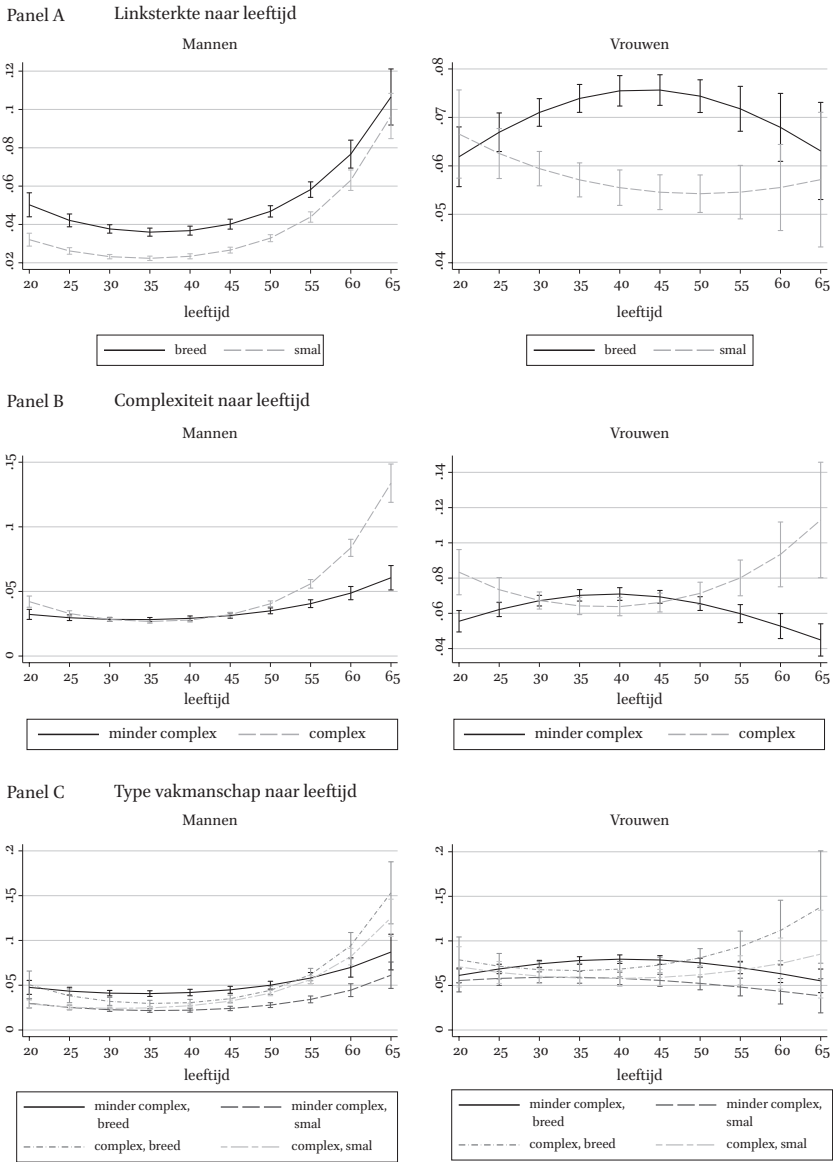 Panel A Linksterkte naar leeftijd
Mannen
.12
.1
.08
.06
.04
.02
20 25 30 35 40 45 50 55 60 65
leeftijd
breed smal
Vrouwen
.08
.07
.06
.05
.04
20 25 30 35 40 45 50 55 60 65
leeftijd
breed smal
Panel B Complexiteit naar leeftijd
Mannen
.15
.1
.05
0
20 25 30 35 40 45 50 55 60 65
leeftijd
minder complex complex
Vrouwen
.14
.12
.1
.08
.06
.04
20 25 30 35 40 45 50 55 60 65
leeftijd
minder complex complex
Panel C Type vakmanschap naar leeftijd
Mannen
.2
.15
.1
.05
0
20 25 30 35 40 45 50 55 60 65
leeftijd
minder complex, minder complex,
breed smal
complex, breed complex, smal
Vrouwen
.2
.15
.1
.05
0
20 25 30 35 40 45 50 55 60 65
leeftijd
minder complex, minder complex,
breed smal
complex, breed complex, smal